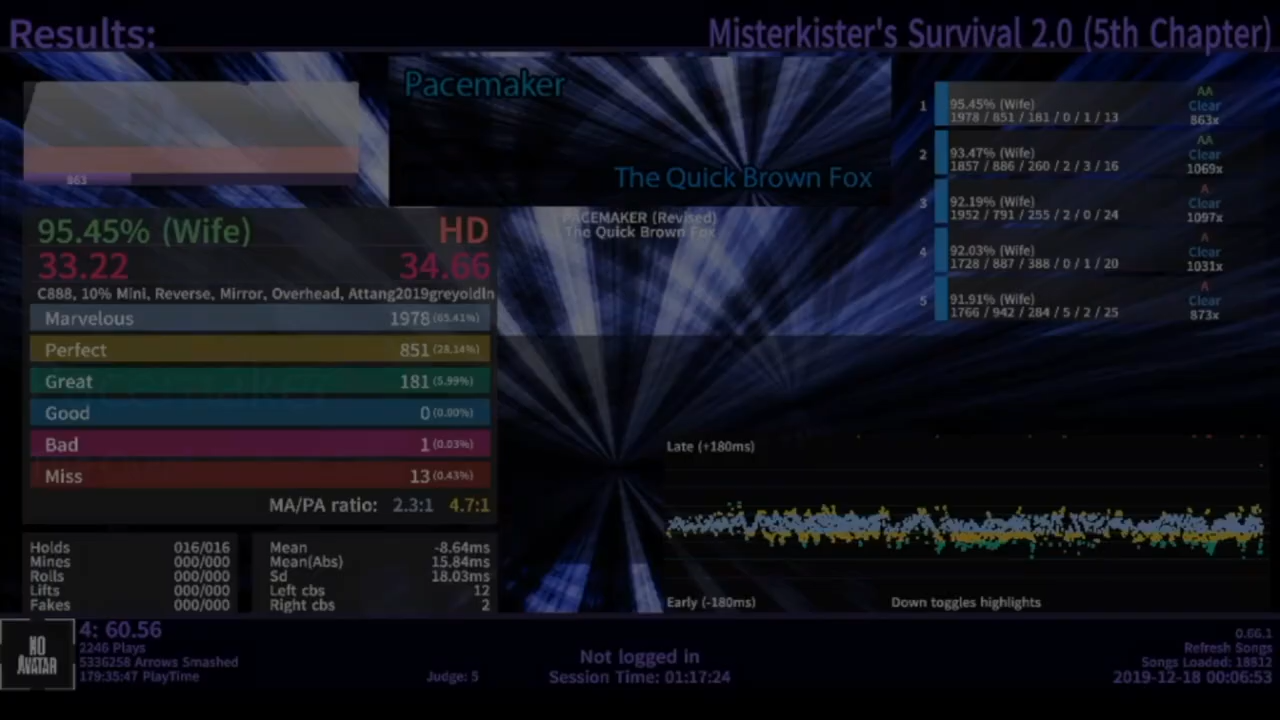 Results:
Misterkister's Survival 2.0 (5th Chapter)
Pacemaker
The Quick Brown Fox
863
PACEMAKER (Revised)
The Quick Brown Fox
95.45% (Wife)
HD
33.22
34.66
C888, 10% Mini, Reverse, Mirror, Overhead, Attang2019greyoldln
Marvelous 1978 (65.41%)
Perfect 851 (28.14%)
Great 181 (5.99%)
Good 0 (0.00%)
Bad 1 (0.03%)
Miss 13 (0.43%)
MA/PA ratio: 2.3:1 4.7:1
Holds 016/016
Mines 000/000
Rolls 000/000
Lifts 000/000
Fakes 000/000
Mean -8.64ms
Mean(Abs) 15.84ms
Sd 18.03ms
Left cbs 12
Right cbs 2
1
95.45% (Wife)
1978 / 851 / 181 / 0 / 1 / 13
AA
Clear
863x
2
93.47% (Wife)
1857 / 886 / 260 / 2 / 3 / 16
AA
Clear
1069x
3
92.19% (Wife)
1952 / 791 / 255 / 2 / 0 / 24
A
Clear
1097x
4
92.03% (Wife)
1728 / 887 / 388 / 0 / 1 / 20
A
Clear
1031x
5
91.91% (Wife)
1766 / 942 / 284 / 5 / 2 / 25
A
Clear
873x
Late (+180ms)
Early (-180ms)
Down toggles highlights
NO
AVATAR
4: 60.56
2246 Plays
5336258 Arrows Smashed
179:35:47 PlayTime
Judge: 5
Not logged in
Session Time: 01:17:24
0.66.1
Refresh Songs
Songs Loaded: 18812
2019-12-18 00:06:53